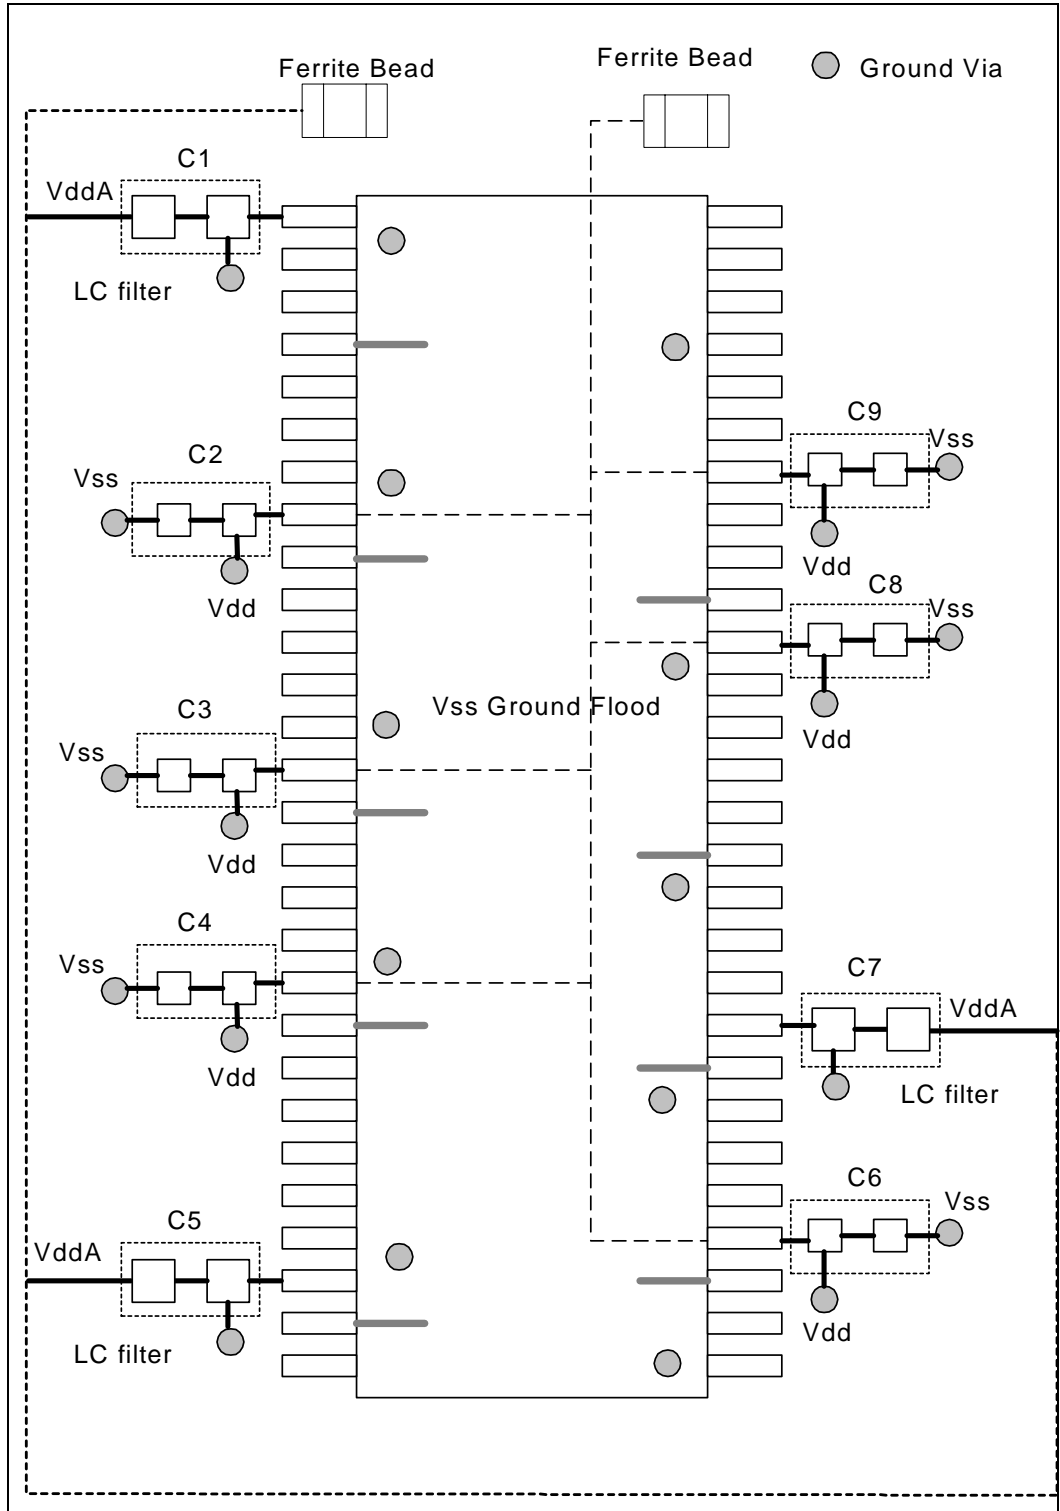 Ferrite Bead
Ferrite Bead
Ground Via
C1
VddA
LC filter
C9
Vss
C2
Vss
Vdd
C8
Vss
Vdd
Vss Ground Flood
C3
Vss
Vdd
Vdd
C4
Vss
C7
VddA
Vdd
LC filter
C6
Vss
C5
VddA
Vdd
LC filter